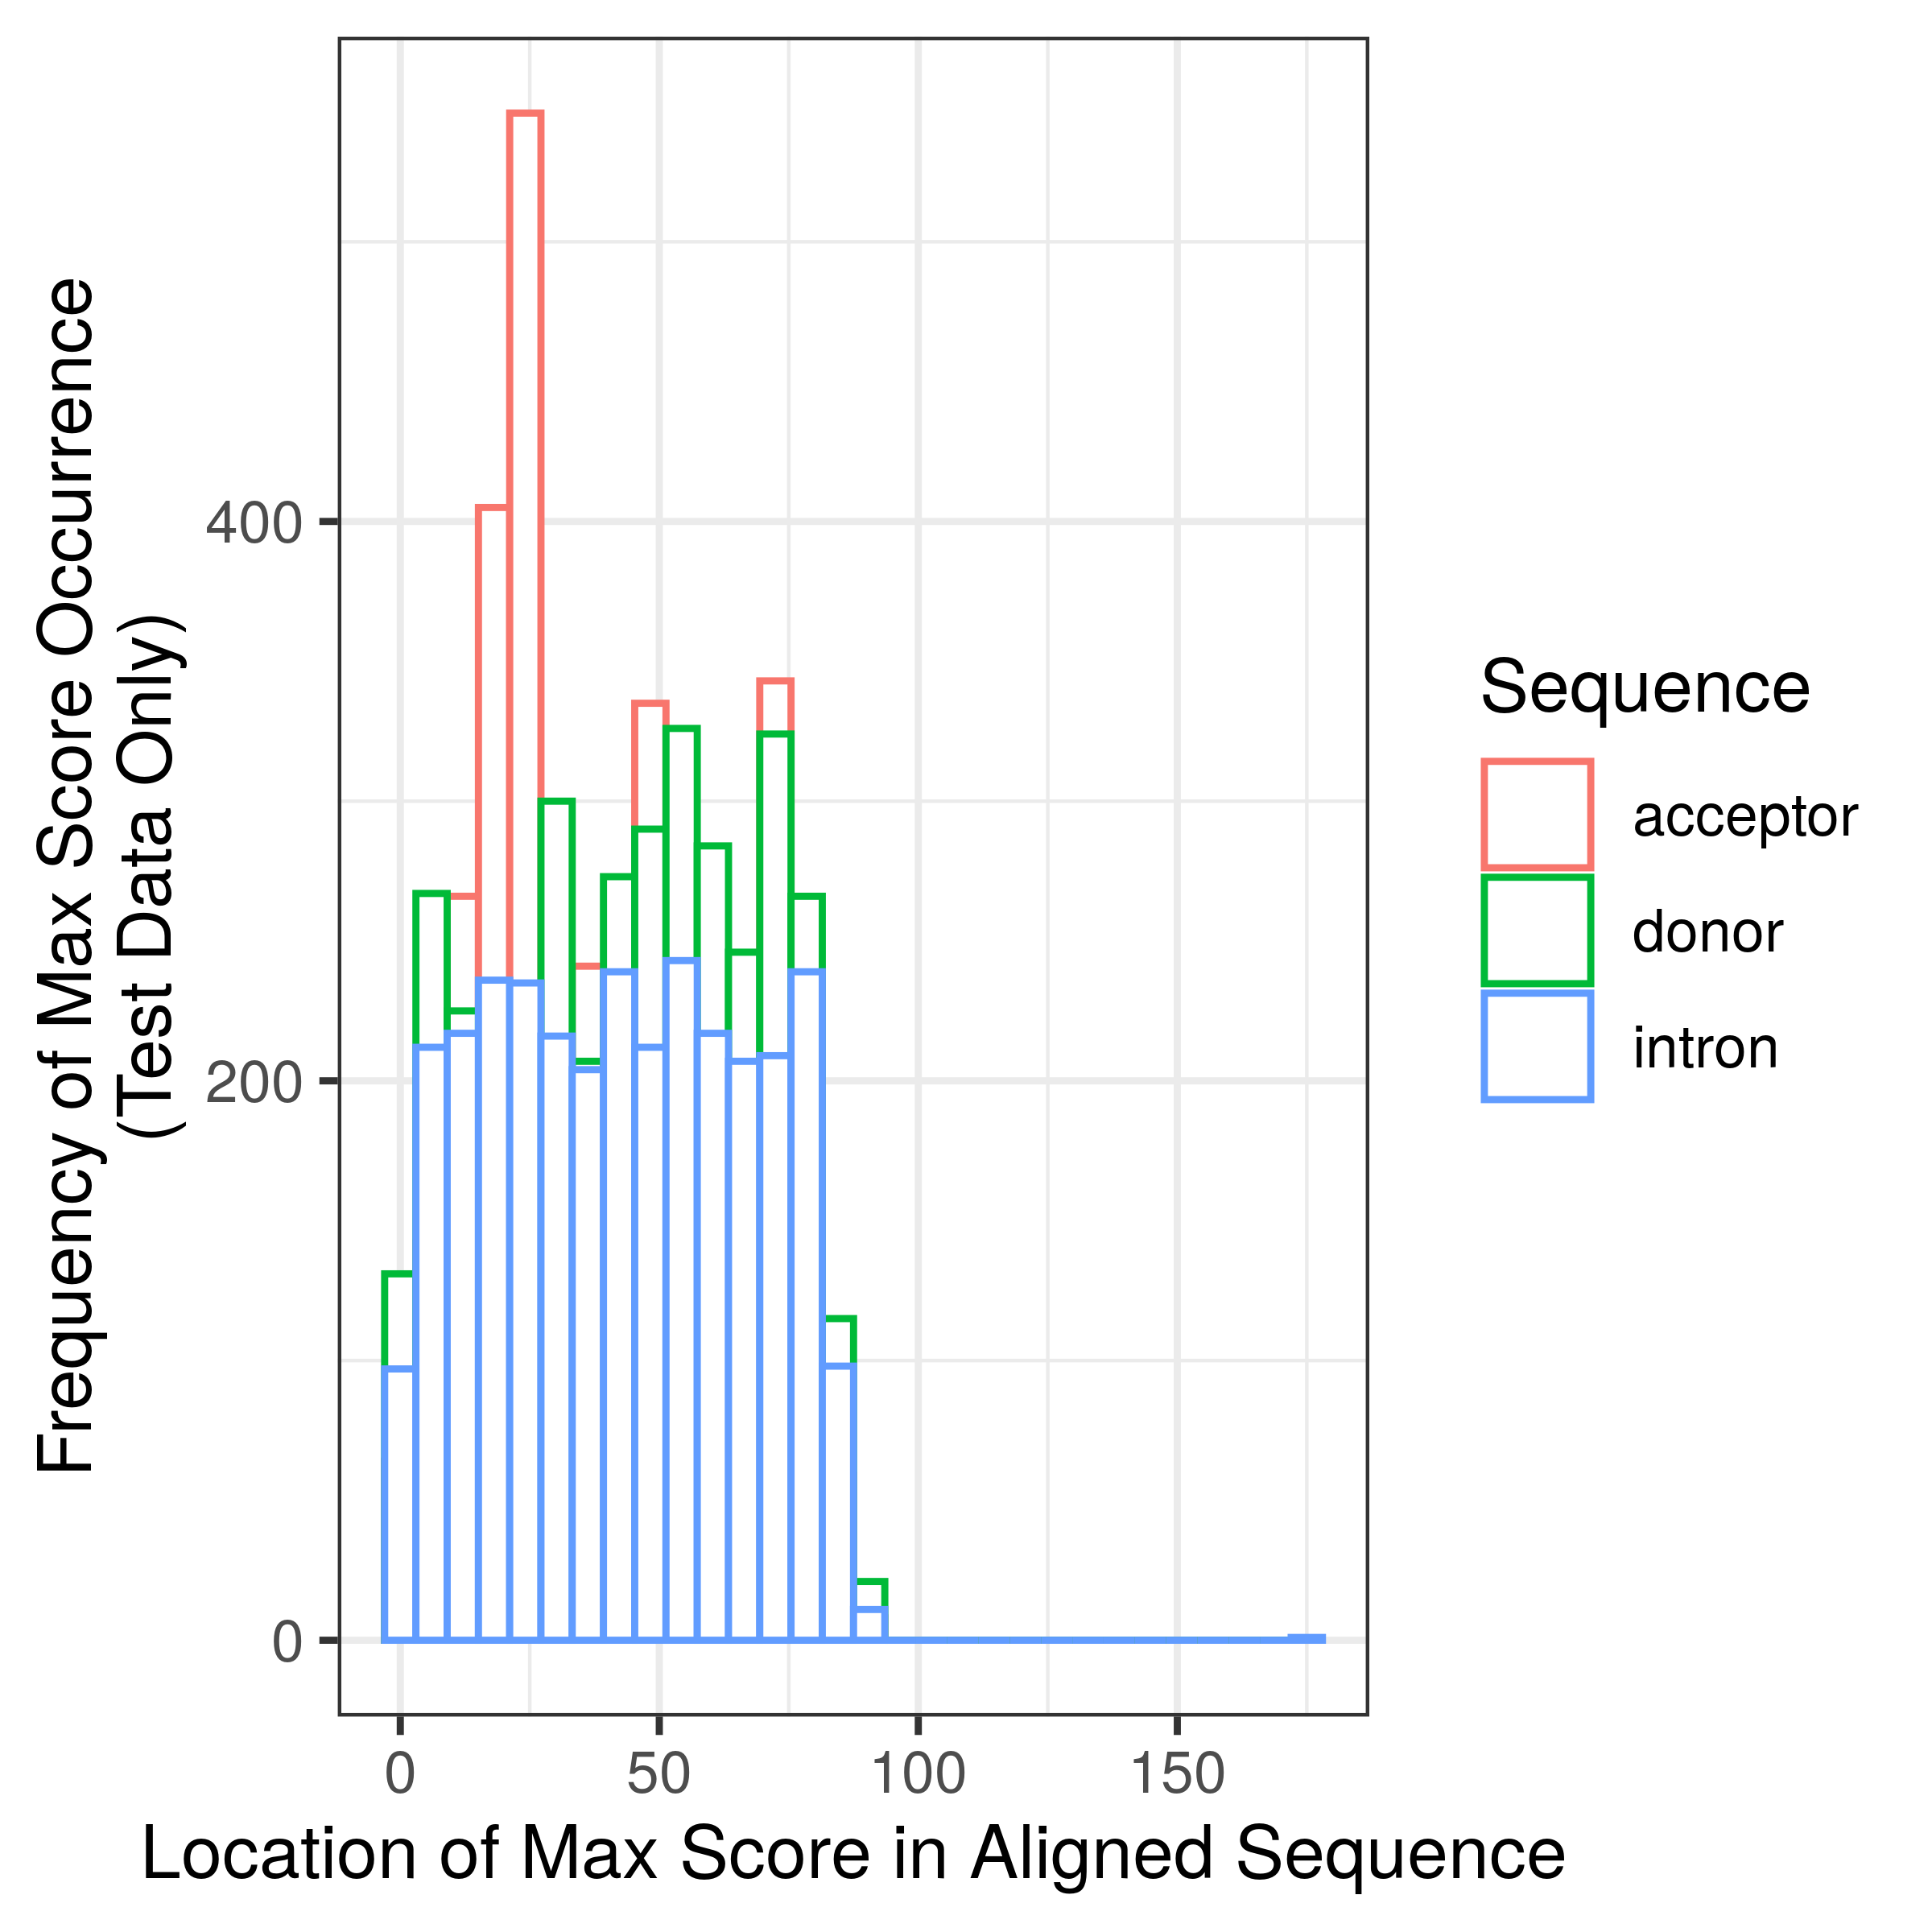 Frequency of Max Score Occurrence
(Test Data Only)
400
200
0
0 50 100 150
Location of Max Score in Aligned Sequence
Sequence
acceptor
donor
intron